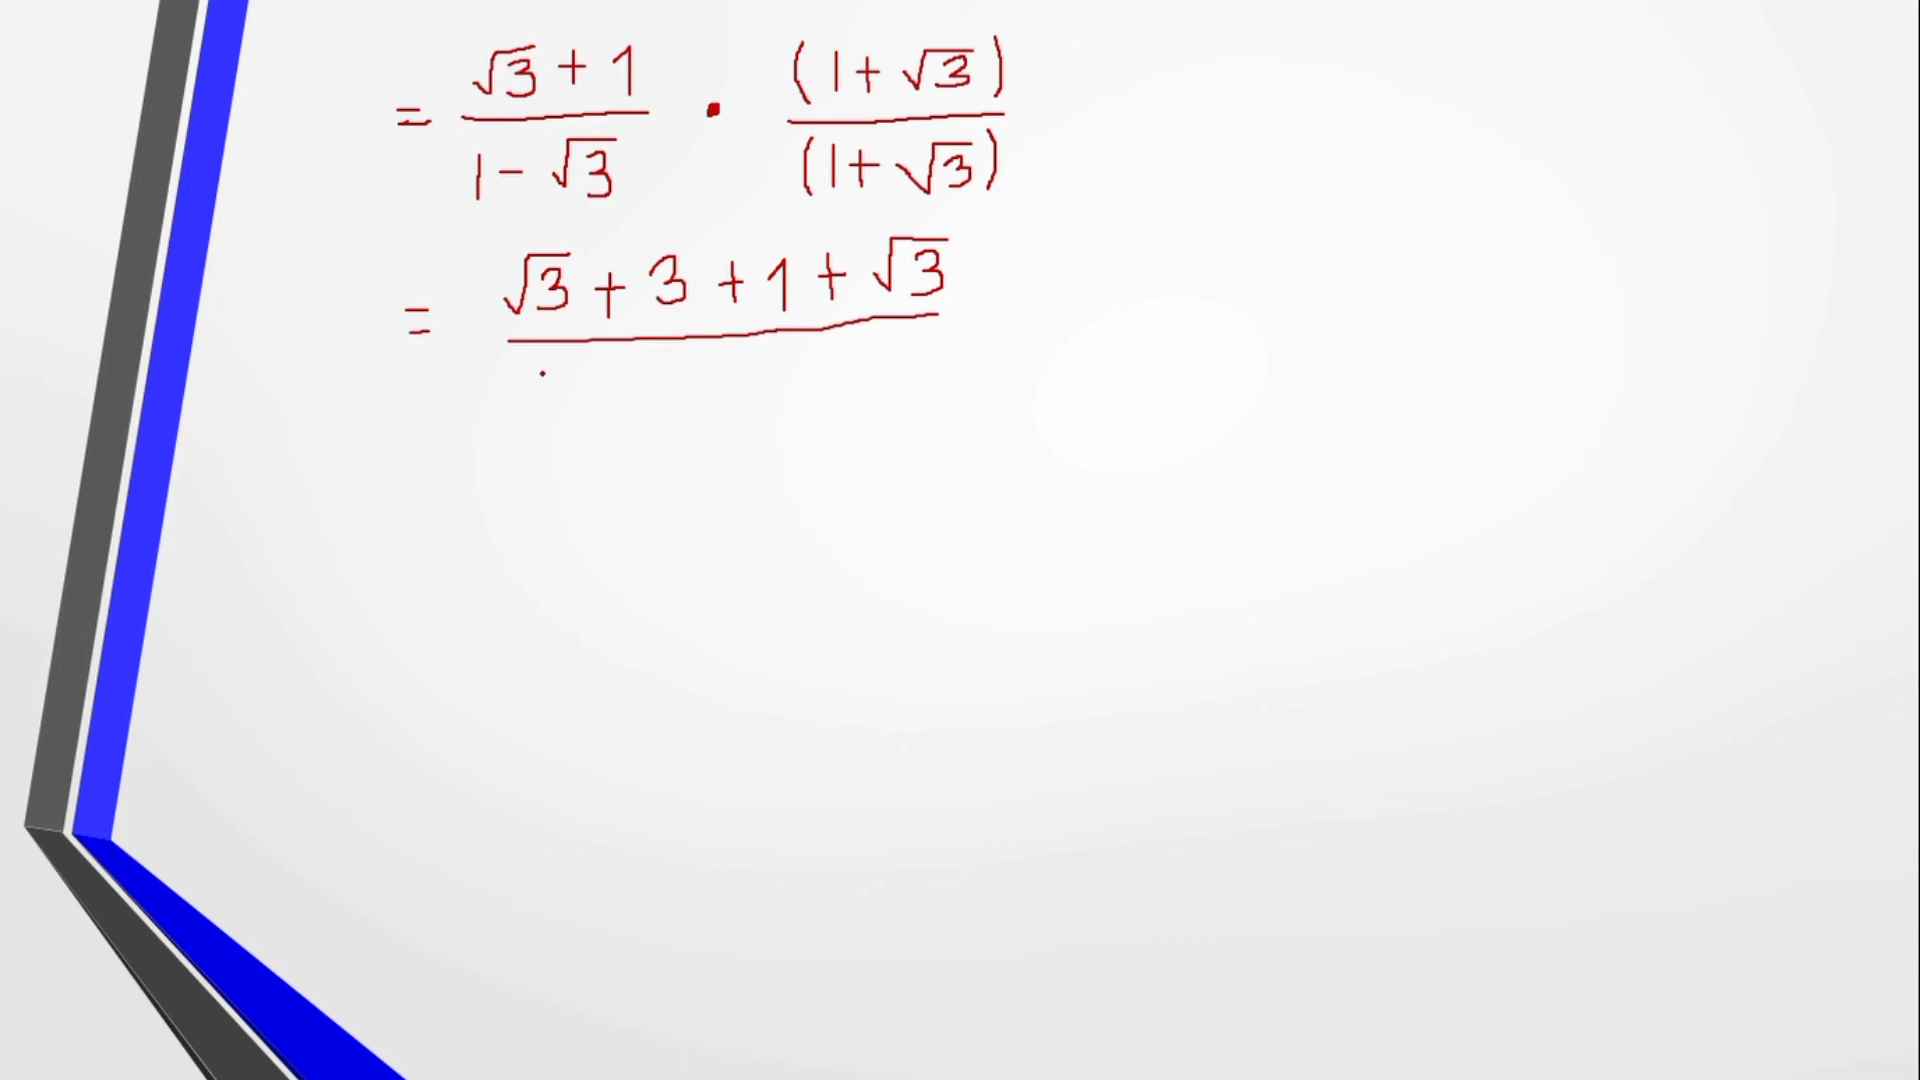 = (√3 + 1)/(1 - √3) · (1 + √3)/(1 + √3)
= √3 + 3 + 1 + √3